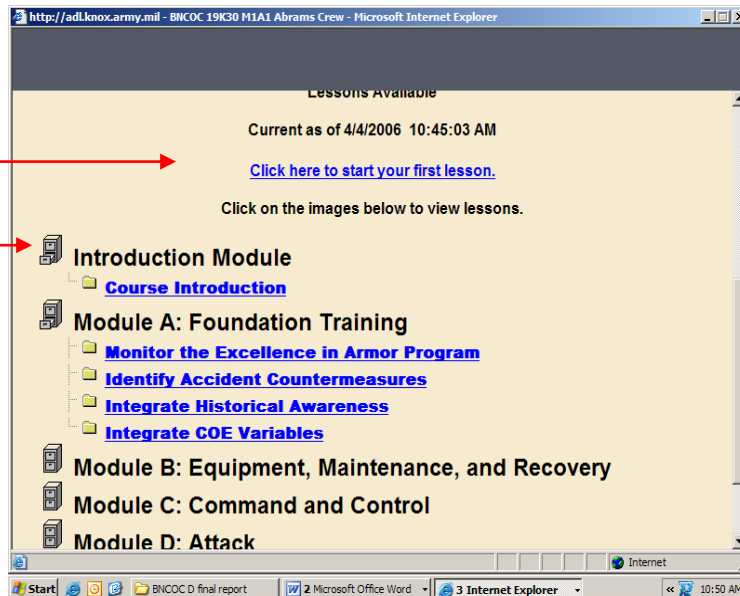 http://adl.knox.army.mil - BNCOC 19K30 M1A1 Abrams Crew - Microsoft Internet Explorer
Lessons Available
Current as of 4/4/2006 10:45:03 AM
Click here to start your first lesson.
Click on the images below to view lessons.
Introduction Module
Course Introduction
Module A: Foundation Training
Monitor the Excellence in Armor Program
Identify Accident Countermeasures
Integrate Historical Awareness
Integrate COE Variables
Module B: Equipment, Maintenance, and Recovery
Module C: Command and Control
Module D: Attack
Internet
Start BNCOC D final report 2 Microsoft Office Word 3 Internet Explorer « 10:50 AM